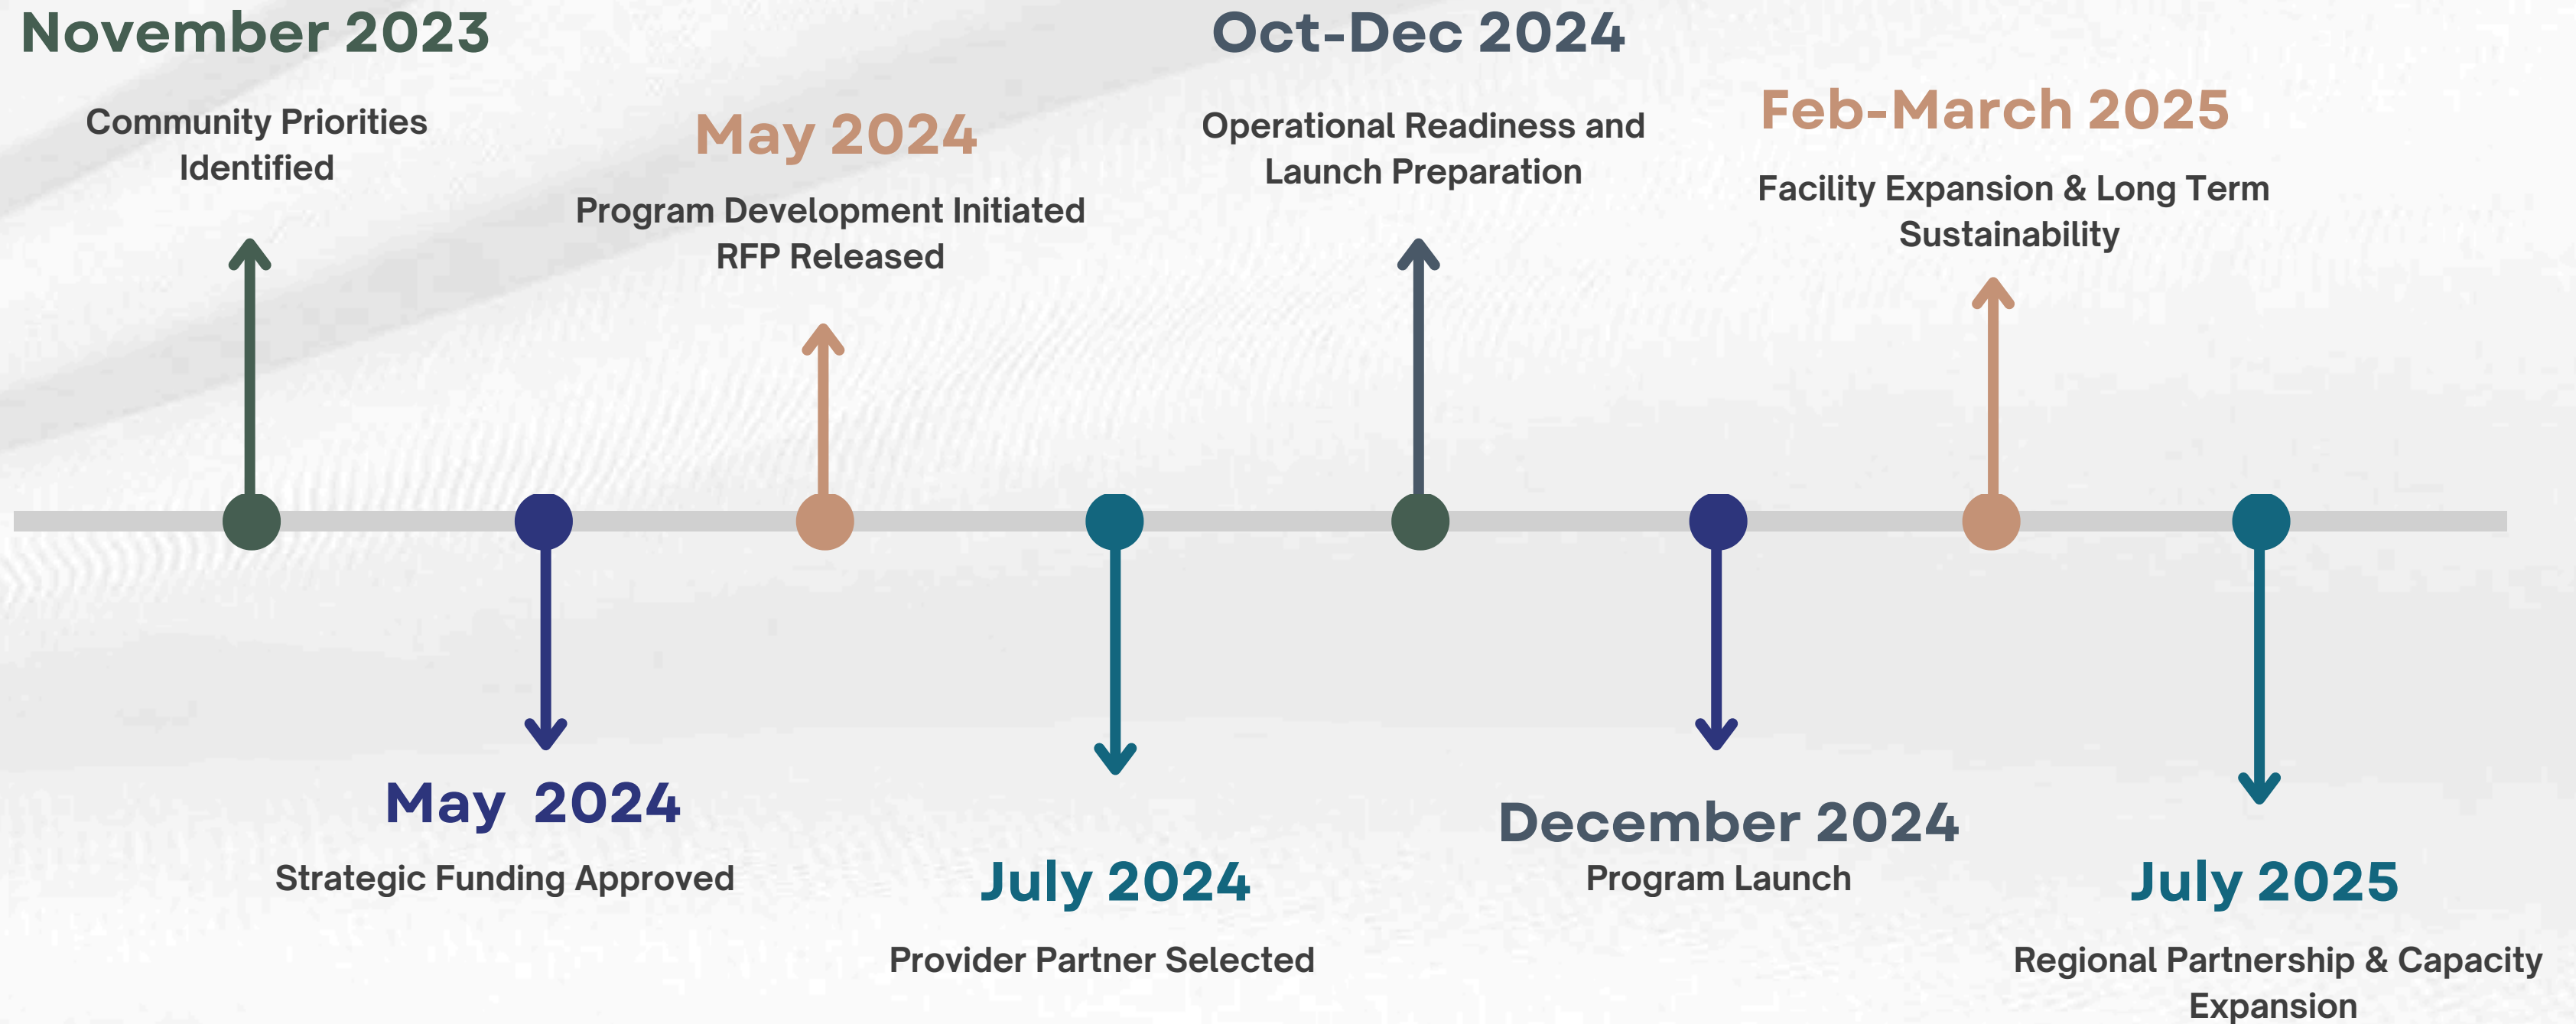 November 2023
Community Priorities
Identified
May 2024
Strategic Funding Approved
May 2024
Program Development Initiated
RFP Released
July 2024
Provider Partner Selected
Oct-Dec 2024
Operational Readiness and
Launch Preparation
December 2024
Program Launch
Feb-March 2025
Facility Expansion & Long Term
Sustainability
July 2025
Regional Partnership & Capacity
Expansion